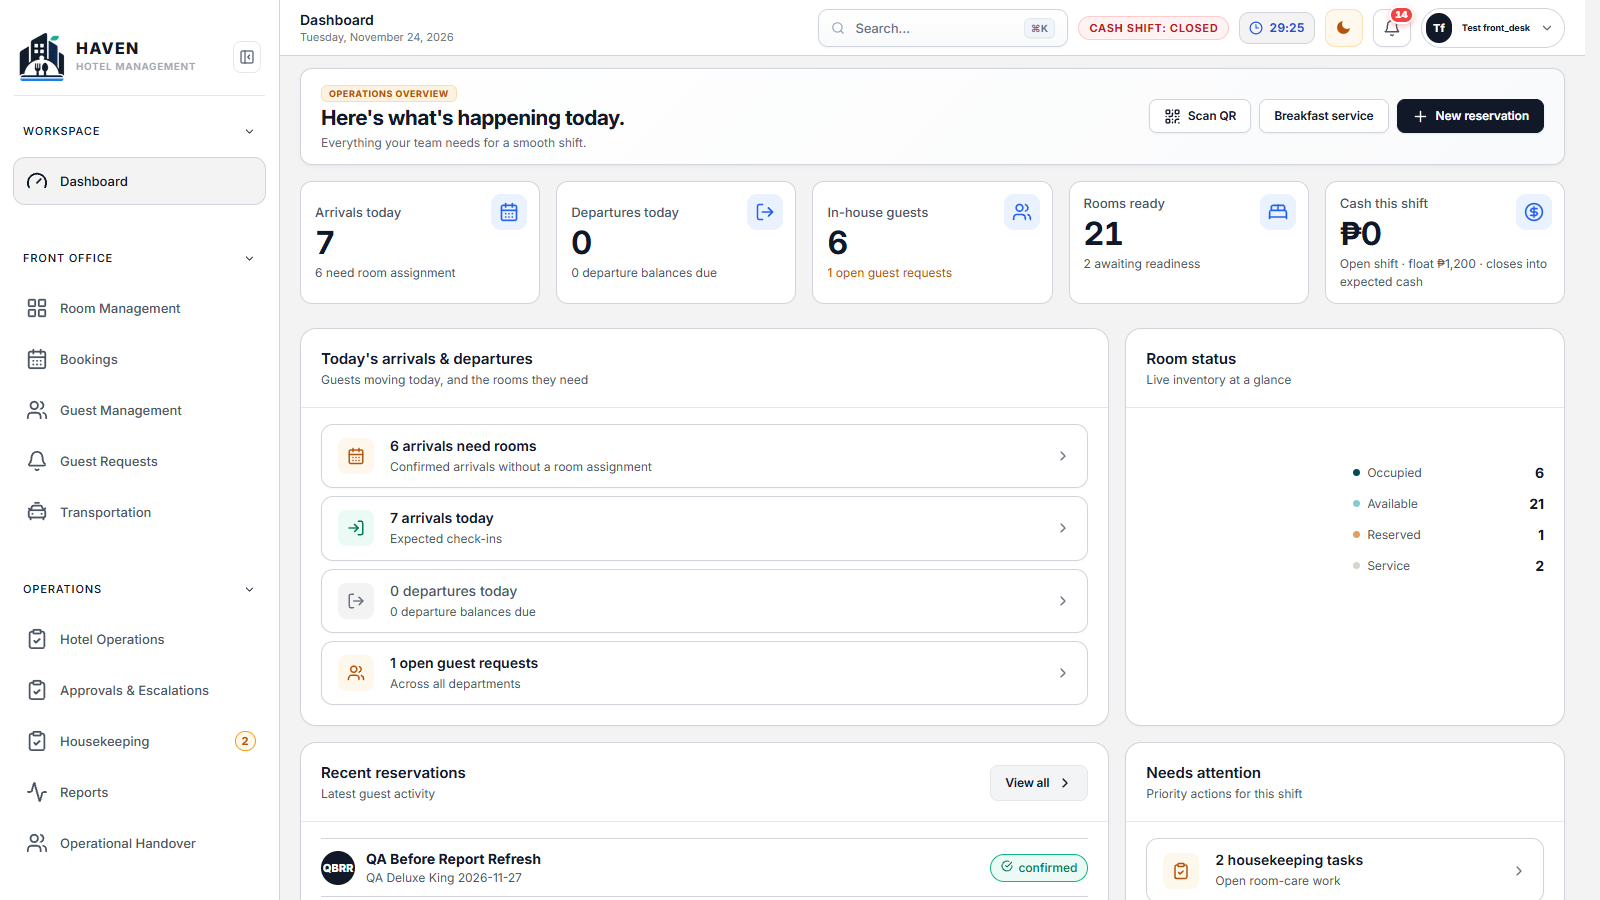 HAVEN
HOTEL MANAGEMENT
WORKSPACE
Dashboard
FRONT OFFICE
Room Management
Bookings
Guest Management
Guest Requests
Transportation
OPERATIONS
Hotel Operations
Approvals & Escalations
Housekeeping
2
Reports
Operational Handover
Dashboard
Tuesday, November 24, 2026
Search...
⌘K
CASH SHIFT: CLOSED
29:25
14
Tf
Test front_desk
OPERATIONS OVERVIEW
Here's what's happening today.
Everything your team needs for a smooth shift.
Scan QR
Breakfast service
New reservation
Arrivals today
7
6 need room assignment
Departures today
0
0 departure balances due
In-house guests
6
1 open guest requests
Rooms ready
21
2 awaiting readiness
Cash this shift
₱0
Open shift · float ₱1,200 · closes into
expected cash
Today's arrivals & departures
Guests moving today, and the rooms they need
6 arrivals need rooms
Confirmed arrivals without a room assignment
7 arrivals today
Expected check-ins
0 departures today
0 departure balances due
1 open guest requests
Across all departments
Room status
Live inventory at a glance
Occupied 6
Available 21
Reserved 1
Service 2
Recent reservations
Latest guest activity
View all
QBRR
QA Before Report Refresh
QA Deluxe King 2026-11-27
confirmed
Needs attention
Priority actions for this shift
2 housekeeping tasks
Open room-care work